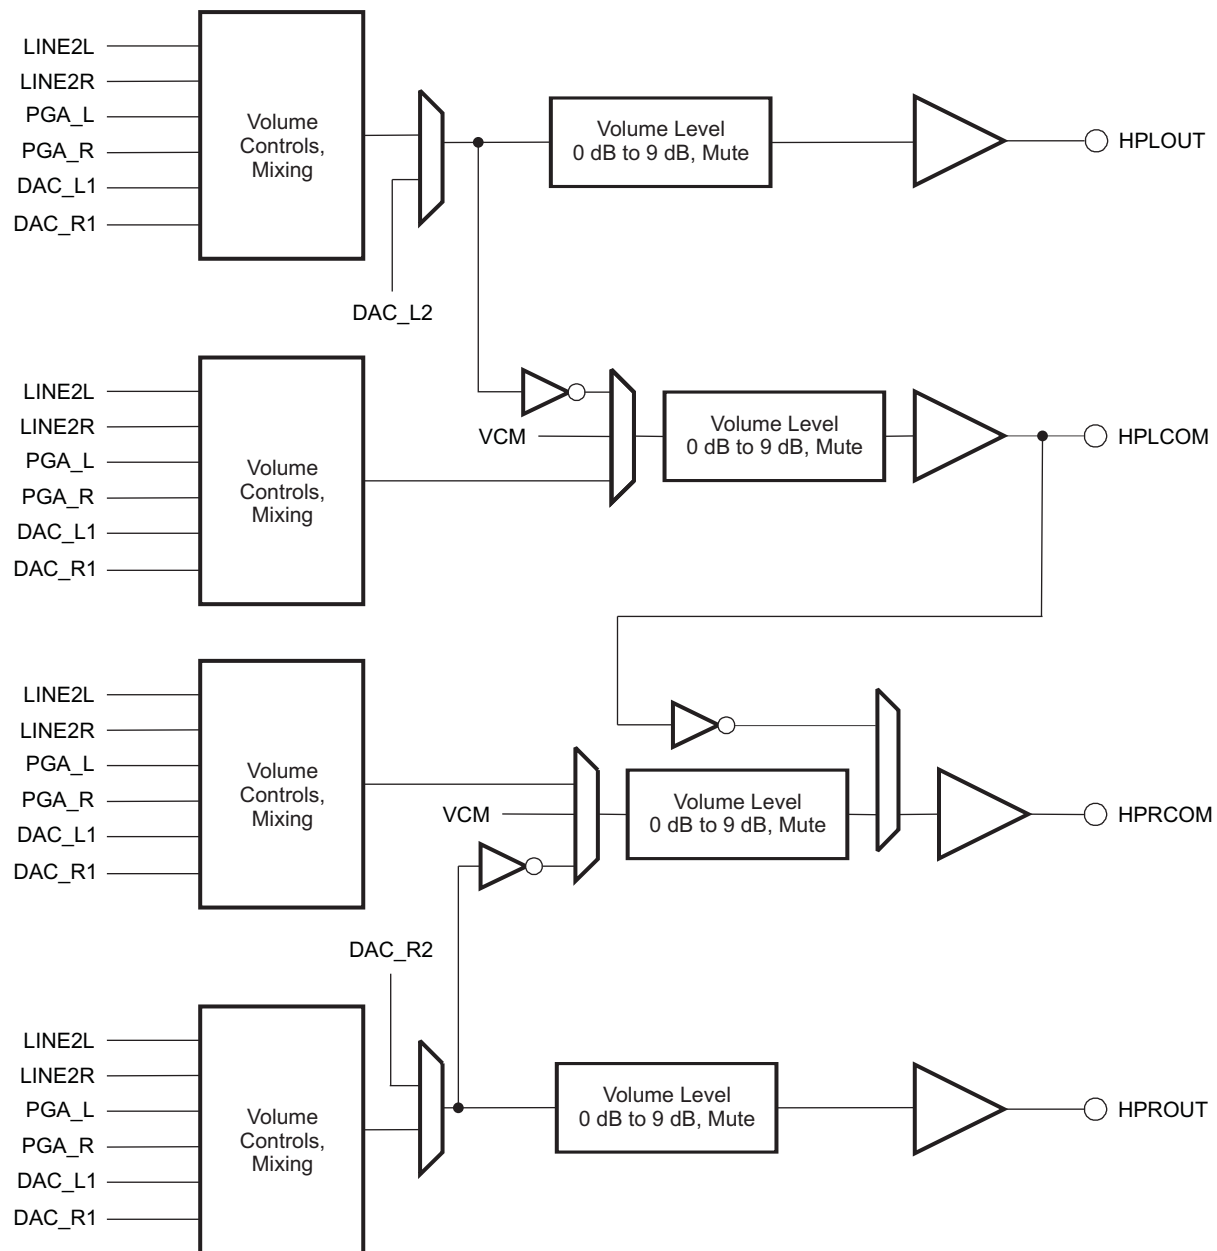 LINE2L
LINE2R
PGA_L
PGA_R
DAC_L1
DAC_R1
Volume
Controls,
Mixing
DAC_L2
Volume Level
0 dB to 9 dB, Mute
HPLOUT
LINE2L
LINE2R
PGA_L
PGA_R
DAC_L1
DAC_R1
Volume
Controls,
Mixing
VCM
Volume Level
0 dB to 9 dB, Mute
HPLCOM
LINE2L
LINE2R
PGA_L
PGA_R
DAC_L1
DAC_R1
Volume
Controls,
Mixing
VCM
Volume Level
0 dB to 9 dB, Mute
HPRCOM
DAC_R2
LINE2L
LINE2R
PGA_L
PGA_R
DAC_L1
DAC_R1
Volume
Controls,
Mixing
Volume Level
0 dB to 9 dB, Mute
HPROUT